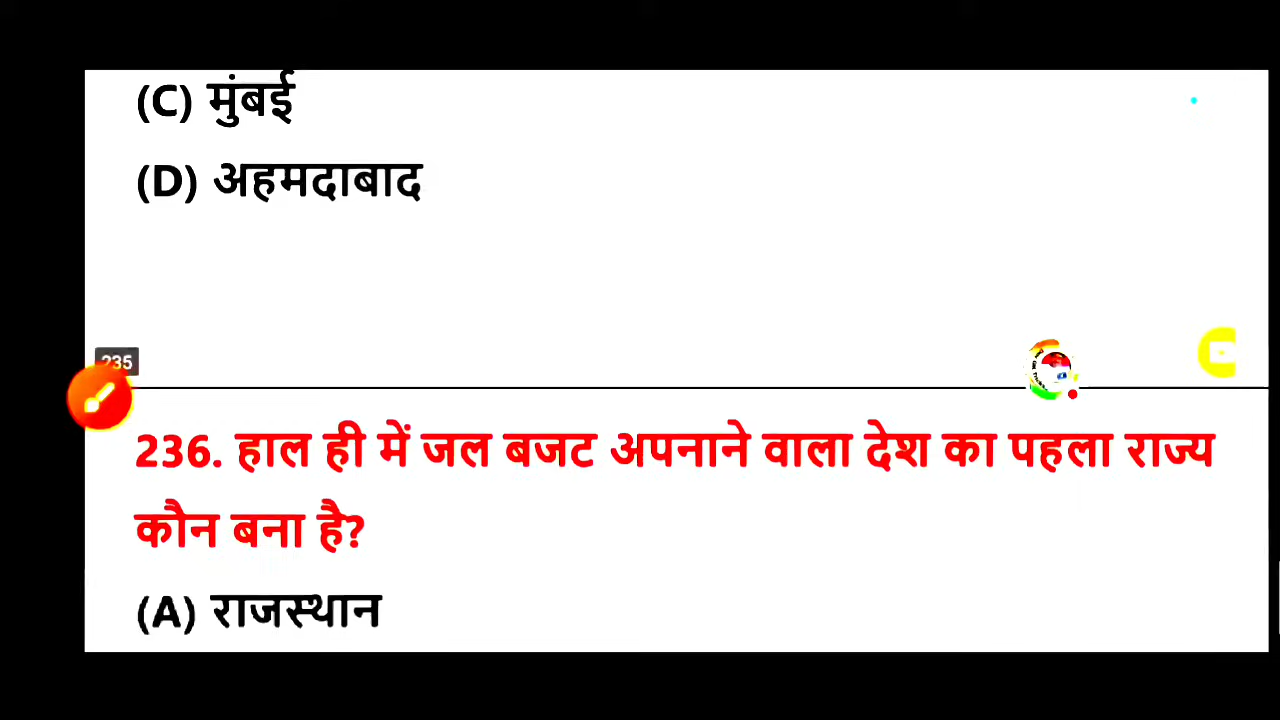 (C) मुंबई
(D) अहमदाबाद
235
236. हाल ही में जल बजट अपनाने वाला देश का पहला राज्य
कौन बना है?
(A) राजस्थान